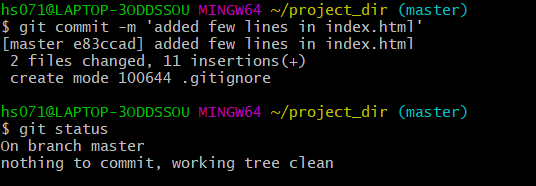 hs071@LAPTOP-3ODDSSOU MINGW64 ~/project_dir (master)
$ git commit -m 'added few lines in index.html'
[master e83ccad] added few lines in index.html
 2 files changed, 11 insertions(+)
 create mode 100644 .gitignore
hs071@LAPTOP-3ODDSSOU MINGW64 ~/project_dir (master)
$ git status
On branch master
nothing to commit, working tree clean